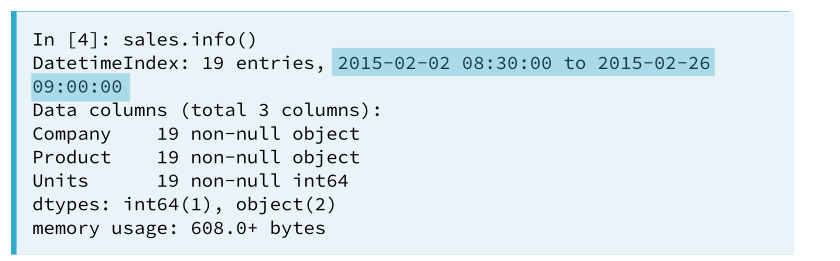 In [4]: sales.info()
DatetimeIndex: 19 entries, 2015-02-02 08:30:00 to 2015-02-26
09:00:00
Data columns (total 3 columns):
Company    19 non-null object
Product    19 non-null object
Units      19 non-null int64
dtypes: int64(1), object(2)
memory usage: 608.0+ bytes